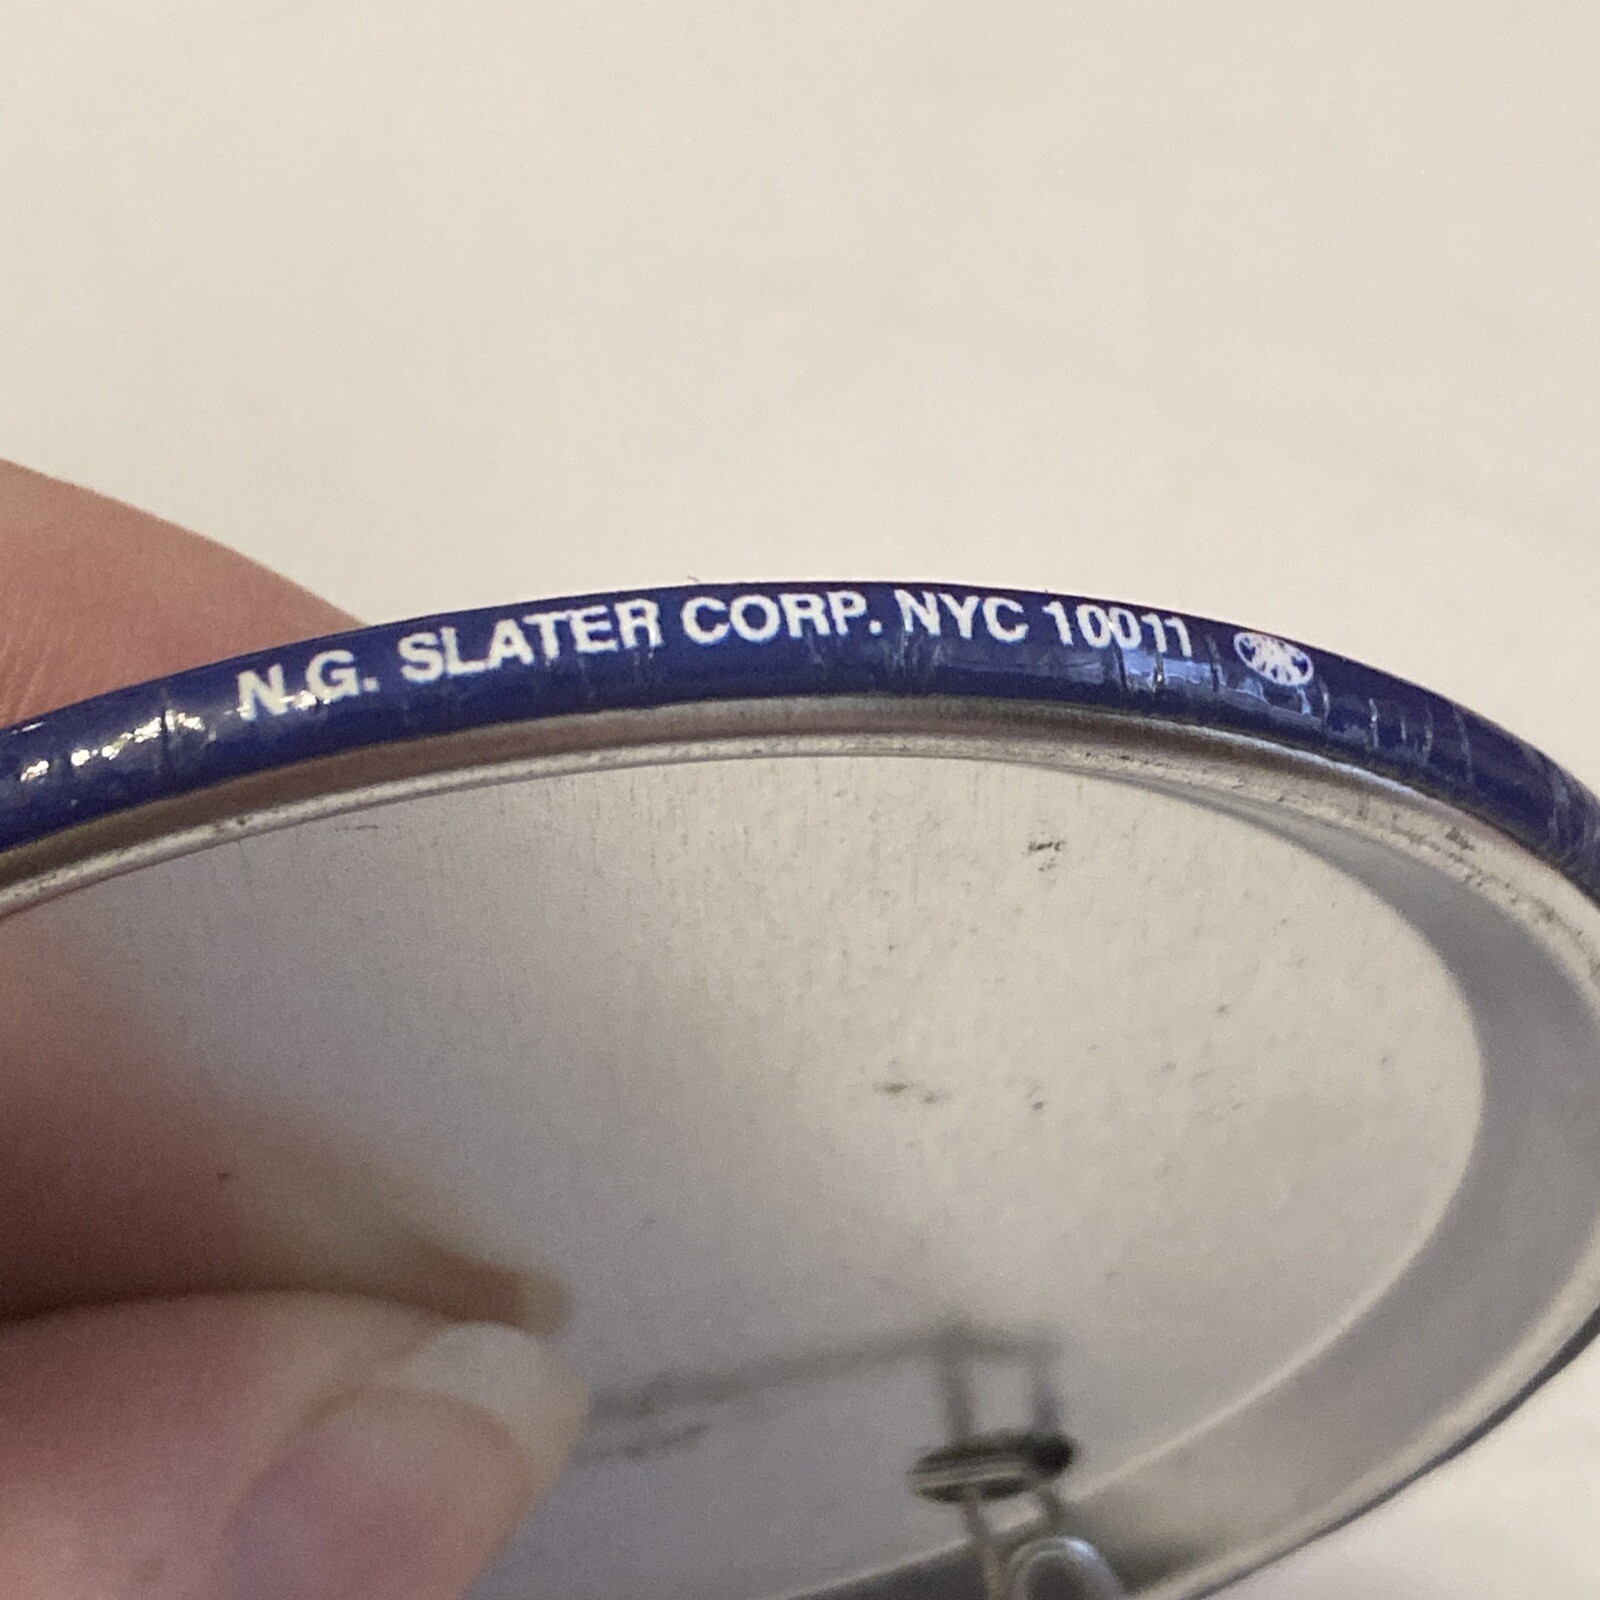 N.G. SLATER CORP. NYC 10011